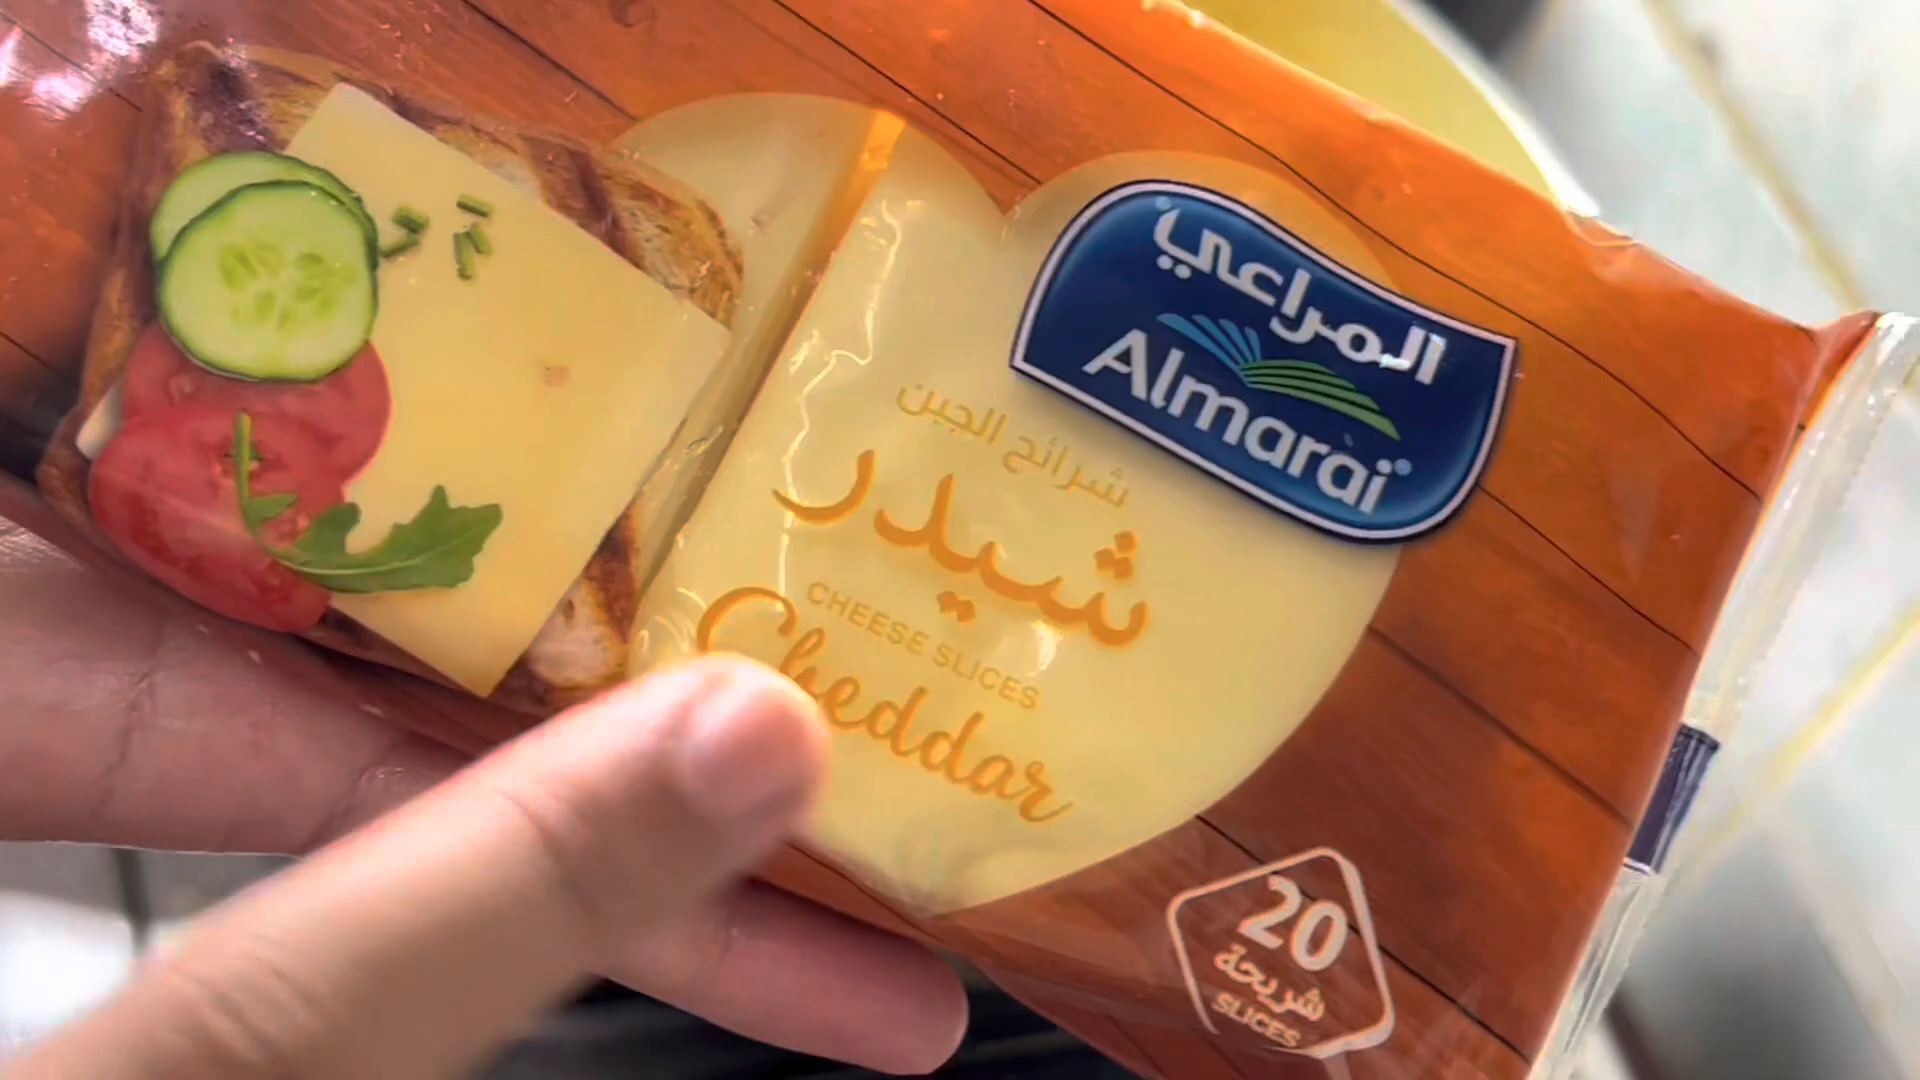 المراعي
Almarai
شرائح الجبن
شيدر
CHEESE SLICES
Cheddar
20
شريحة
SLICES